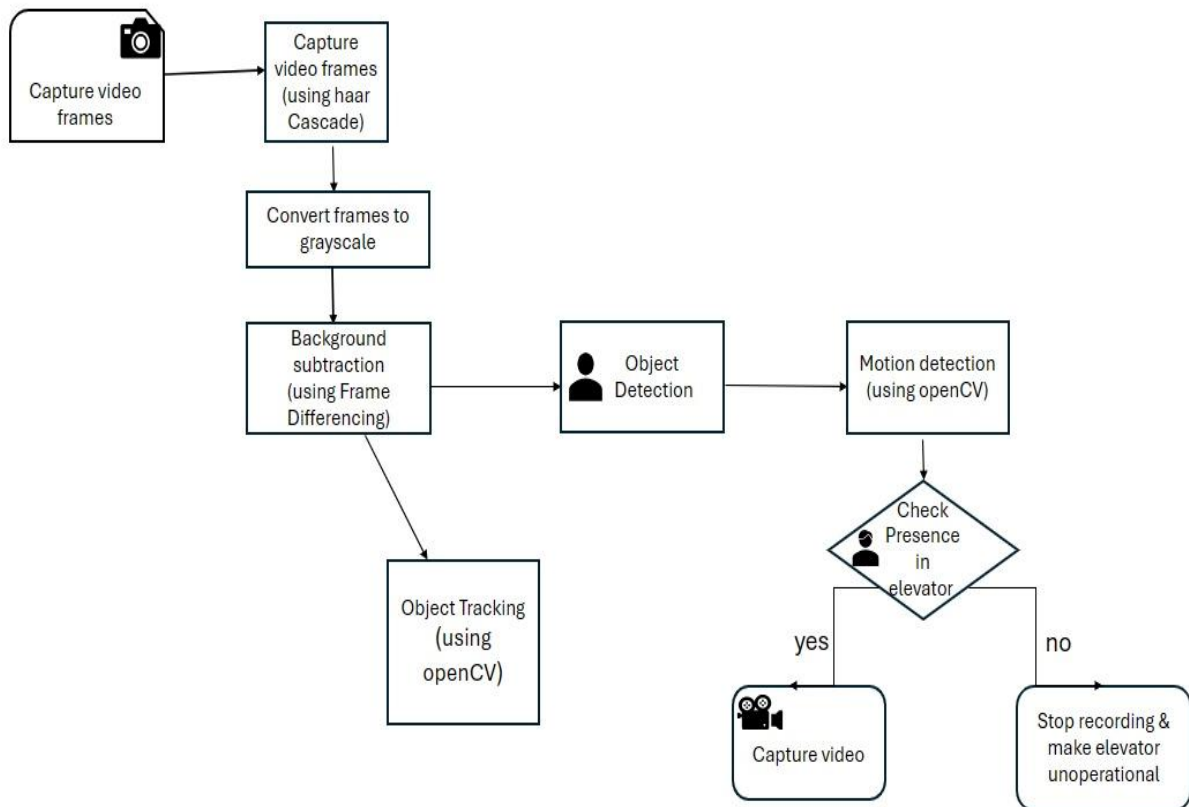 Capture video
frames
Capture
video frames
(using haar
Cascade)
Convert frames to
grayscale
Background
subtraction
(using Frame
Differencing)
Object
Detection
Motion detection
(using openCV)
Object Tracking
(using
openCV)
Check
Presence
in
elevator
yes
no
Capture video
Stop recording &
make elevator
unoperational